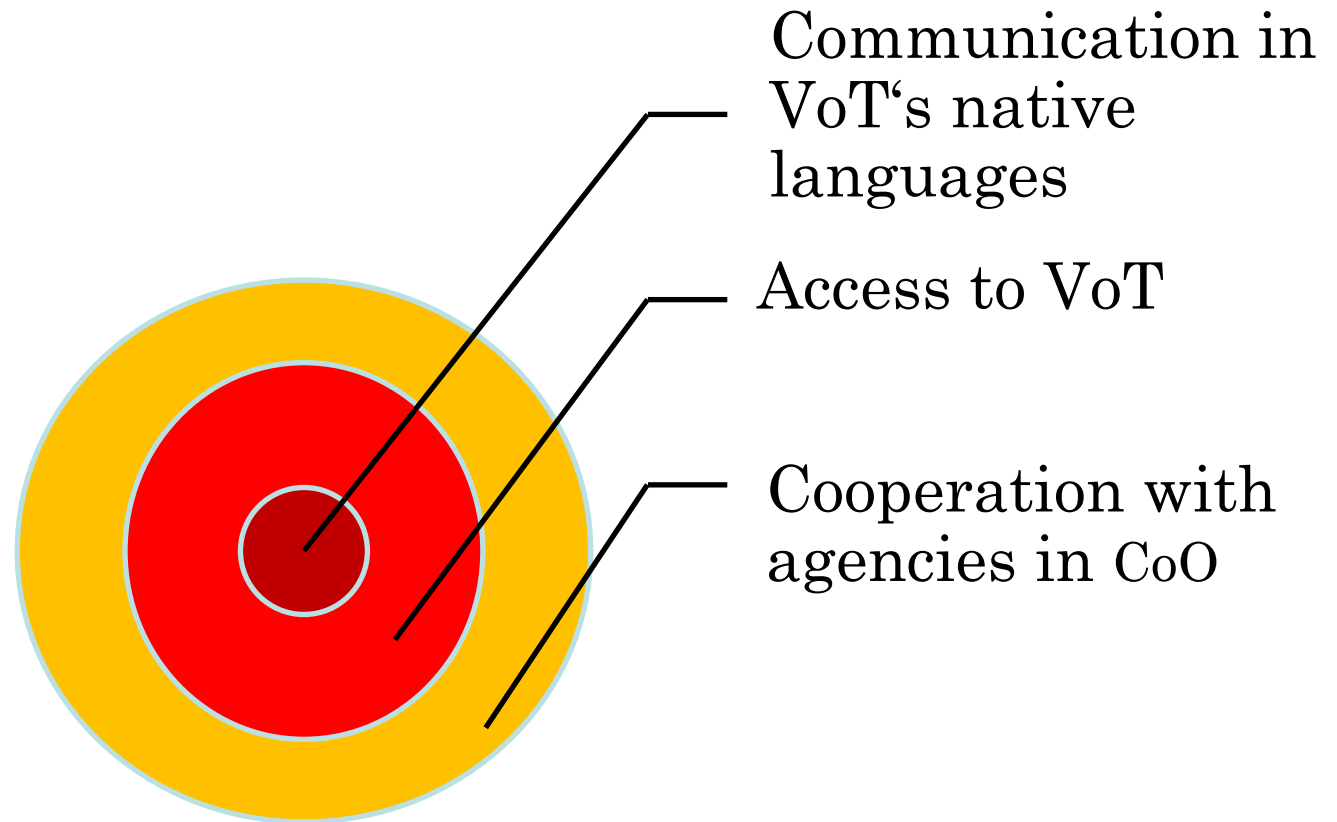 Communication in
VoT‘s native
languages
Access to VoT
Cooperation with
agencies in CoO